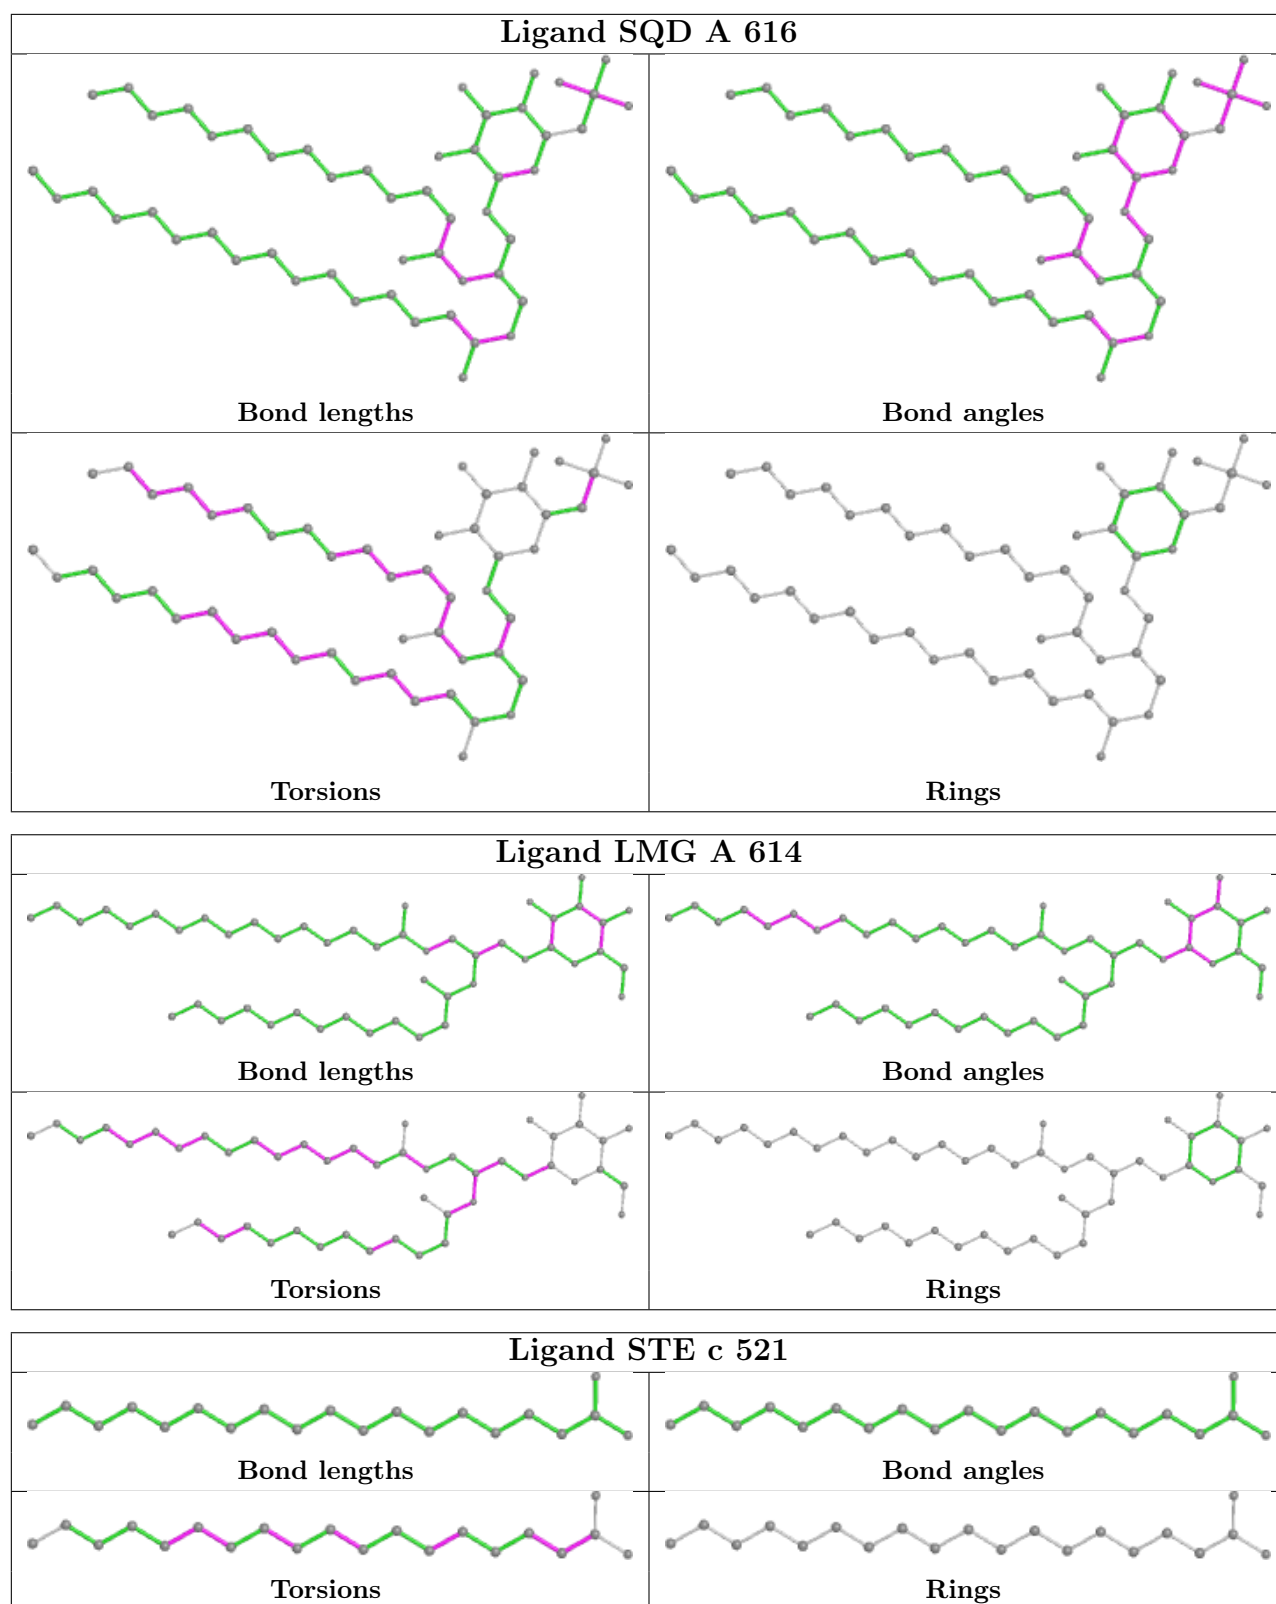 Ligand SQD A 616
Bond lengths
Bond angles
Torsions
Rings
Ligand LMG A 614
Bond lengths
Bond angles
Torsions
Rings
Ligand STE c 521
Bond lengths
Bond angles
Torsions
Rings